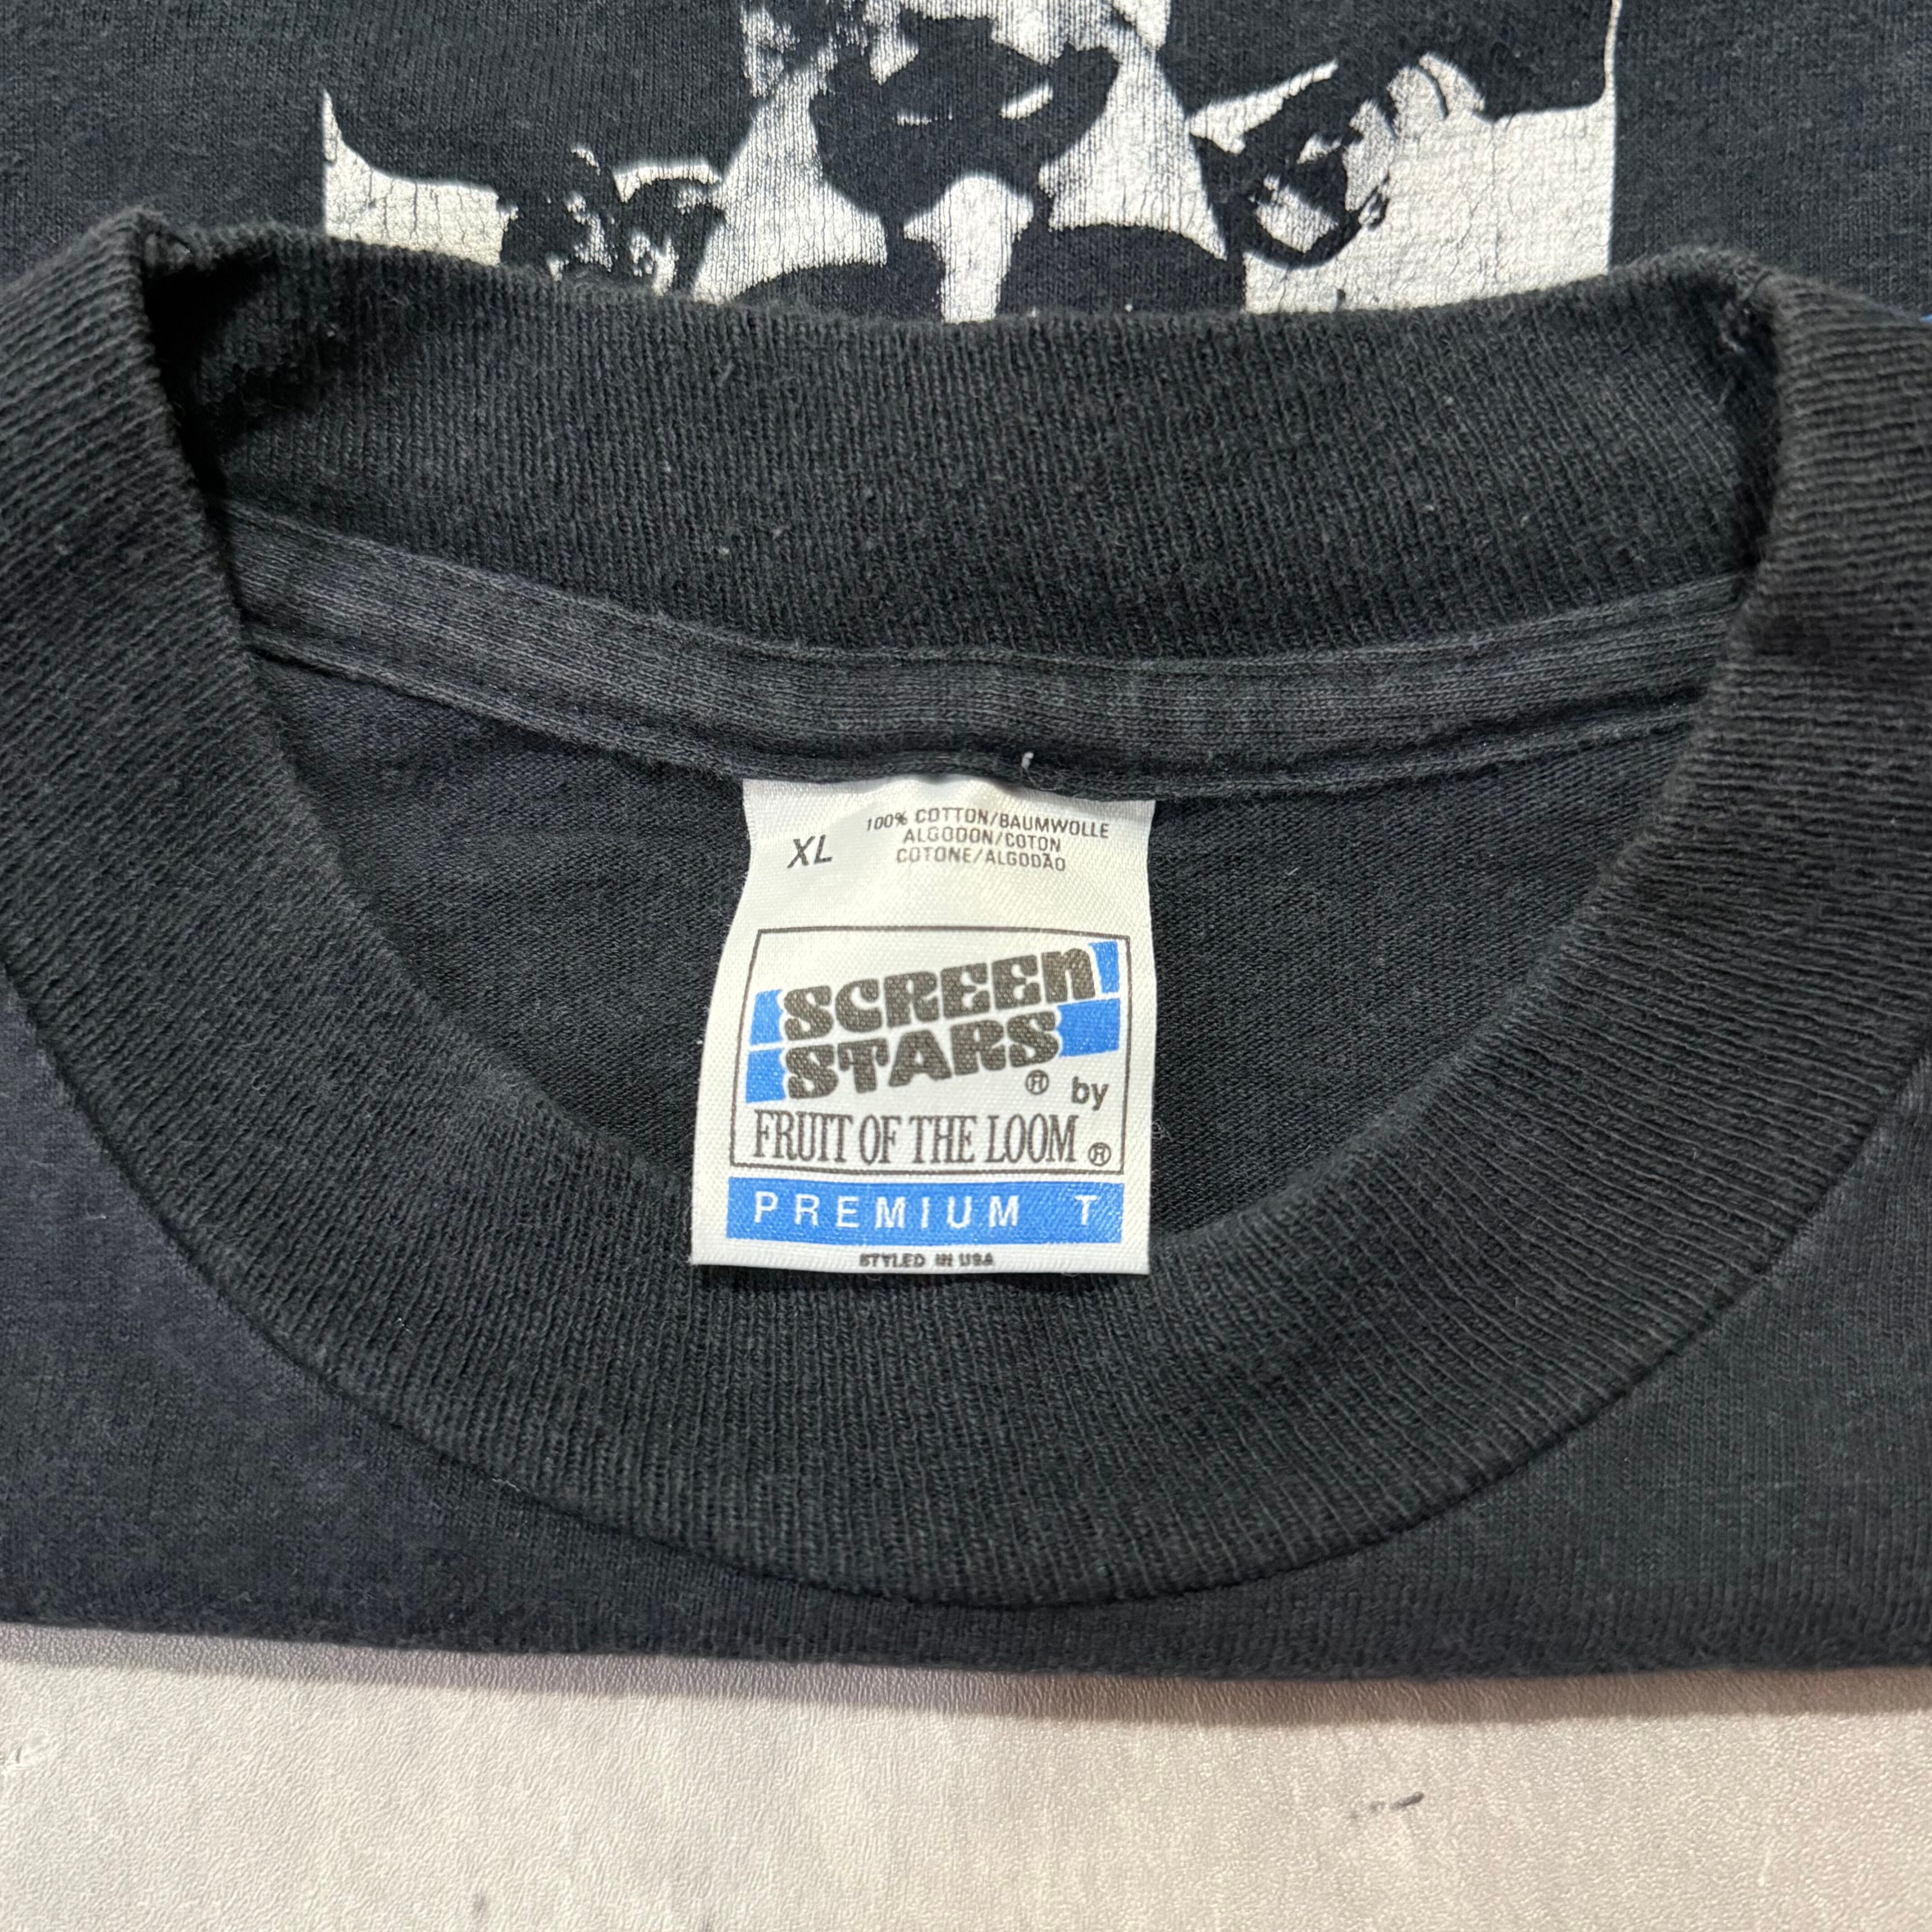 XL
100% COTTON/BAUMWOLLE
ALGODON/COTON
COTONE/ALGODÃO
SCREEN
STARS
® by
FRUIT OF THE LOOM ®
PREMIUM T
STYLED IN USA